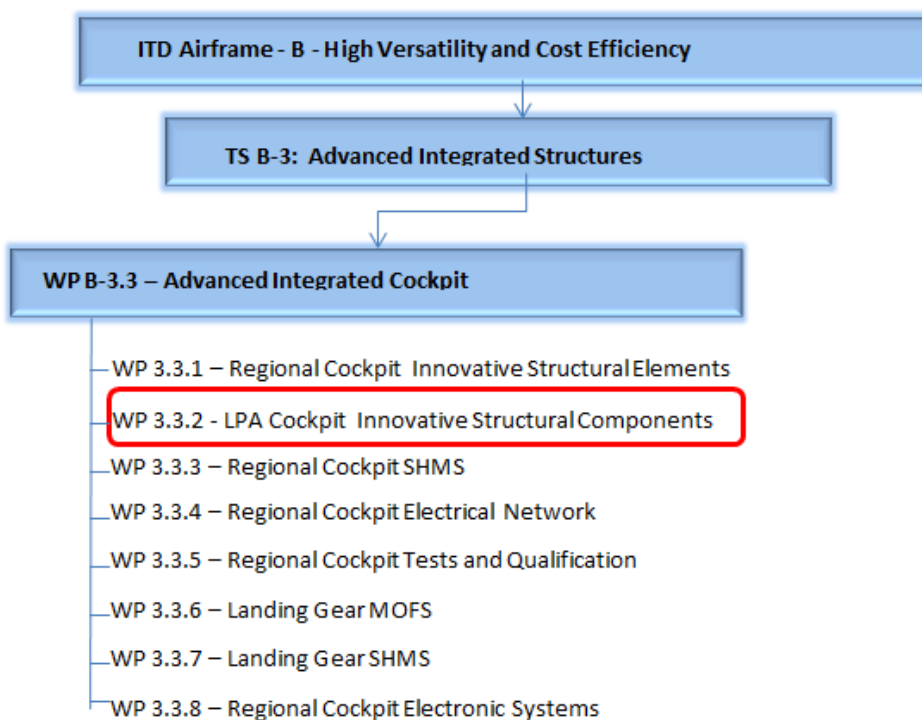 ITD Airframe - B - High Versatility and Cost Efficiency
TS B-3: Advanced Integrated Structures
WP B-3.3 – Advanced Integrated Cockpit
WP 3.3.1 – Regional Cockpit Innovative Structural Elements
WP 3.3.2 - LPA Cockpit Innovative Structural Components
WP 3.3.3 – Regional Cockpit SHMS
WP 3.3.4 – Regional Cockpit Electrical Network
WP 3.3.5 – Regional Cockpit Tests and Qualification
WP 3.3.6 – Landing Gear MOFS
WP 3.3.7 – Landing Gear SHMS
WP 3.3.8 – Regional Cockpit Electronic Systems